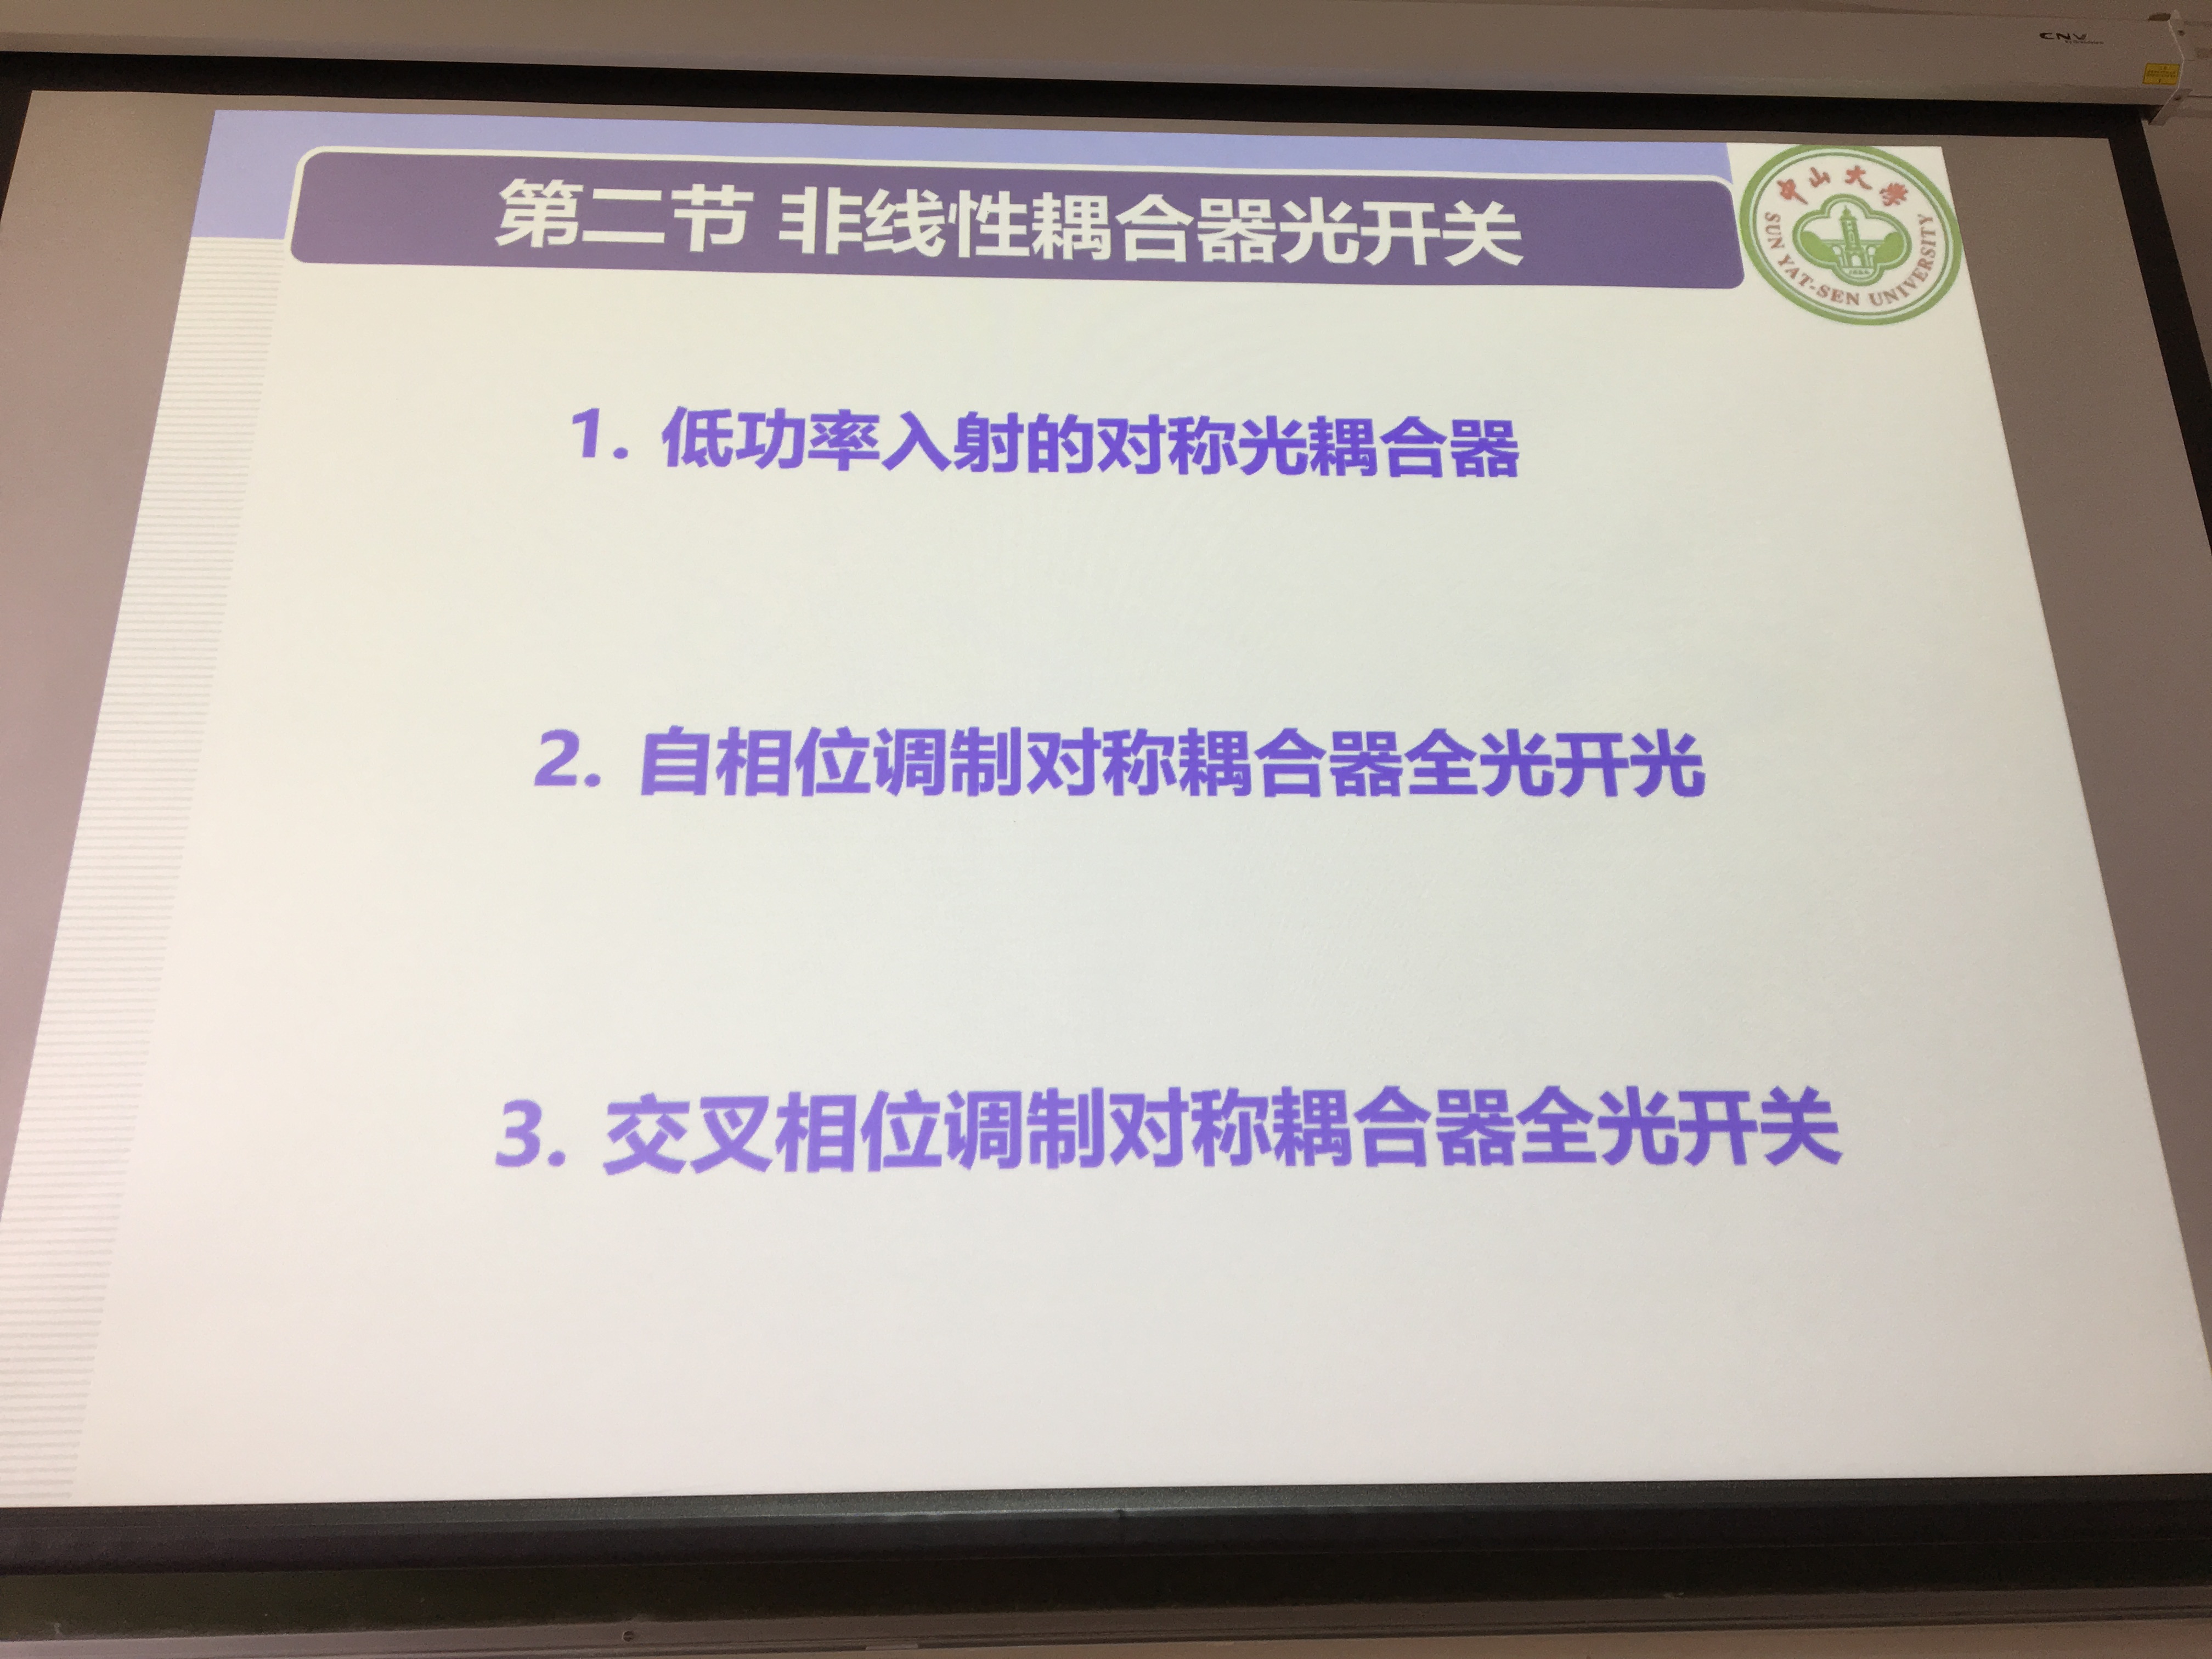 CNV
第二节 非线性耦合器光开关
中山大學
SUN YAT-SEN UNIVERSITY
1. 低功率入射的对称光耦合器
2. 自相位调制对称耦合器全光开光
3. 交叉相位调制对称耦合器全光开关